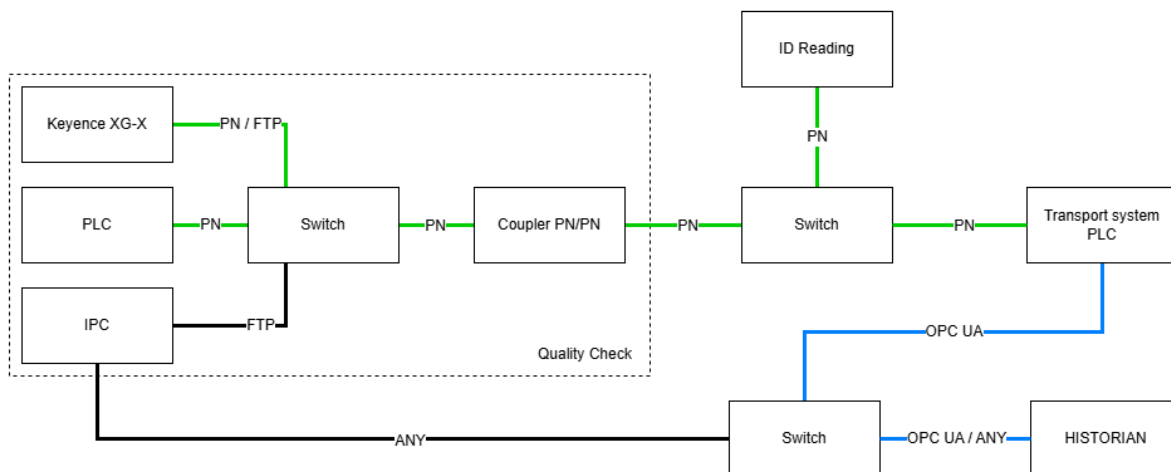 ID Reading
Keyence XG-X
PN / FTP
PN
PLC
PN
Switch
PN
Coupler PN/PN
PN
Switch
PN
Transport system
PLC
IPC
FTP
OPC UA
Quality Check
ANY
Switch
OPC UA / ANY
HISTORIAN